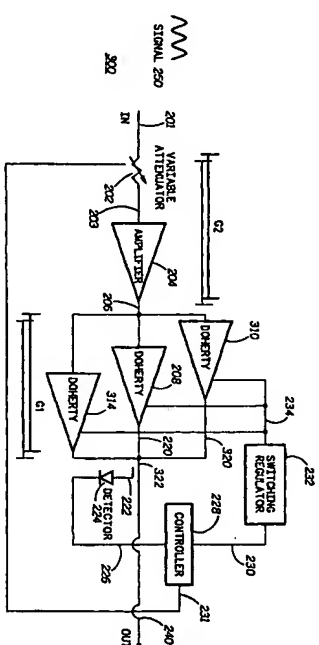 SIGNAL 250
300
IN
201
VARIABLE
ATTENUATOR
202
203
G2
AMPLIFIER
204
206
DOHERTY
310
DOHERTY
208
DOHERTY
314
G1
234
220
320
322
SWITCHING
REGULATOR
232
222
DETECTOR
224
226
CONTROLLER
228
230
231
240
OUT